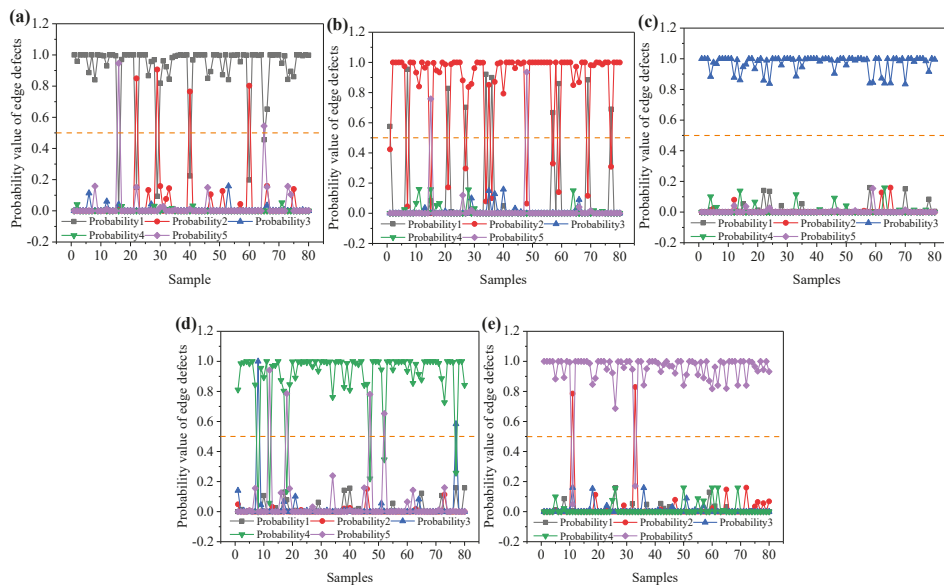 (a)
Probability value of edge defects
1.2
1.0
0.8
0.6
0.4
0.2
0.0
-0.2
0 10 20 30 40 50 60 70 80
Probability1 Probability2 Probability3
Probability4 Probability5
Sample
(b)
Probability value of edge defects
1.2
1.0
0.8
0.6
0.4
0.2
0.0
-0.2
0 10 20 30 40 50 60 70 80
Probability1 Probability2 Probability3
Probability4 Probability5
Samples
(c)
Probability value of edge defects
1.2
1.0
0.8
0.6
0.4
0.2
0.0
-0.2
0 10 20 30 40 50 60 70 80
Probability1 Probability2 Probability3
Probability4 Probability5
Samples
(d)
Probability value of edge defects
1.2
1.0
0.8
0.6
0.4
0.2
0.0
-0.2
0 10 20 30 40 50 60 70 80
Probability1 Probability2 Probability3
Probability4 Probability5
Samples
(e)
Probability value of edge defects
1.2
1.0
0.8
0.6
0.4
0.2
0.0
-0.2
0 10 20 30 40 50 60 70 80
Probability1 Probability2 Probability3
Probability4 Probability5
Samples